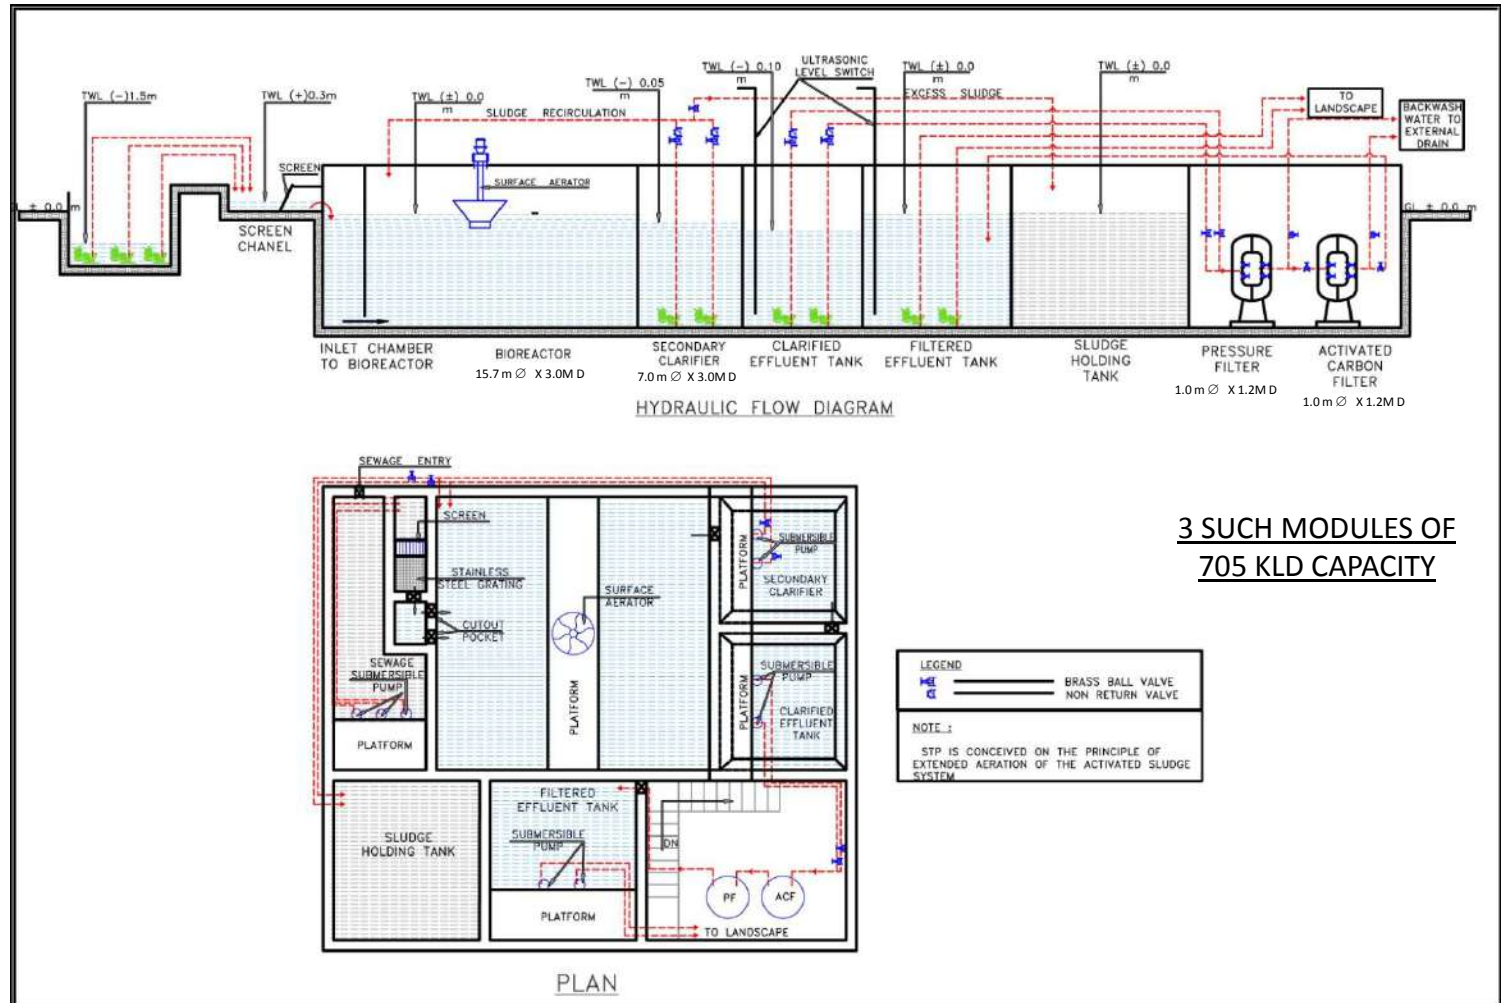 TWL (-)1.5m
TWL (+)0.3m
TWL (±) 0.0
m
TWL (-) 0.05
m
TWL (-) 0.10
m
ULTRASONIC
LEVEL SWITCH
TWL (±) 0.0
m
TWL (±) 0.0
m
SLUDGE RECIRCULATION
EXCESS SLUDGE
TO
LANDSCAPE
BACKWASH
WATER TO
EXTERNAL
DRAIN
SCREEN
SURFACE AERATOR
± 0.0 m
GL ± 0.0 m
SCREEN
CHANEL
INLET CHAMBER
TO BIOREACTOR
BIOREACTOR
15.7 m ∅ X 3.0M D
SECONDARY
CLARIFIER
7.0 m ∅ X 3.0M D
CLARIFIED
EFFLUENT TANK
FILTERED
EFFLUENT TANK
SLUDGE
HOLDING
TANK
PRESSURE
FILTER
1.0 m ∅ X 1.2M D
ACTIVATED
CARBON
FILTER
1.0 m ∅ X 1.2M D
HYDRAULIC FLOW DIAGRAM
SEWAGE ENTRY
SCREEN
STAINLESS
STEEL GRATING
CUTOUT
POCKET
SEWAGE
SUBMERSIBLE
PUMP
PLATFORM
SURFACE
AERATOR
PLATFORM
PLATFORM
SUBMERSIBLE
PUMP
SECONDARY
CLARIFIER
PLATFORM
SUBMERSIBLE
PUMP
CLARIFIED
EFFLUENT
TANK
SLUDGE
HOLDING TANK
FILTERED
EFFLUENT TANK
SUBMERSIBLE
PUMP
PLATFORM
DN
PF
ACF
TO LANDSCAPE
PLAN
3 SUCH MODULES OF
705 KLD CAPACITY
LEGEND
BRASS BALL VALVE
NON RETURN VALVE
NOTE :
STP IS CONCEIVED ON THE PRINCIPLE OF
EXTENDED AERATION OF THE ACTIVATED SLUDGE
SYSTEM